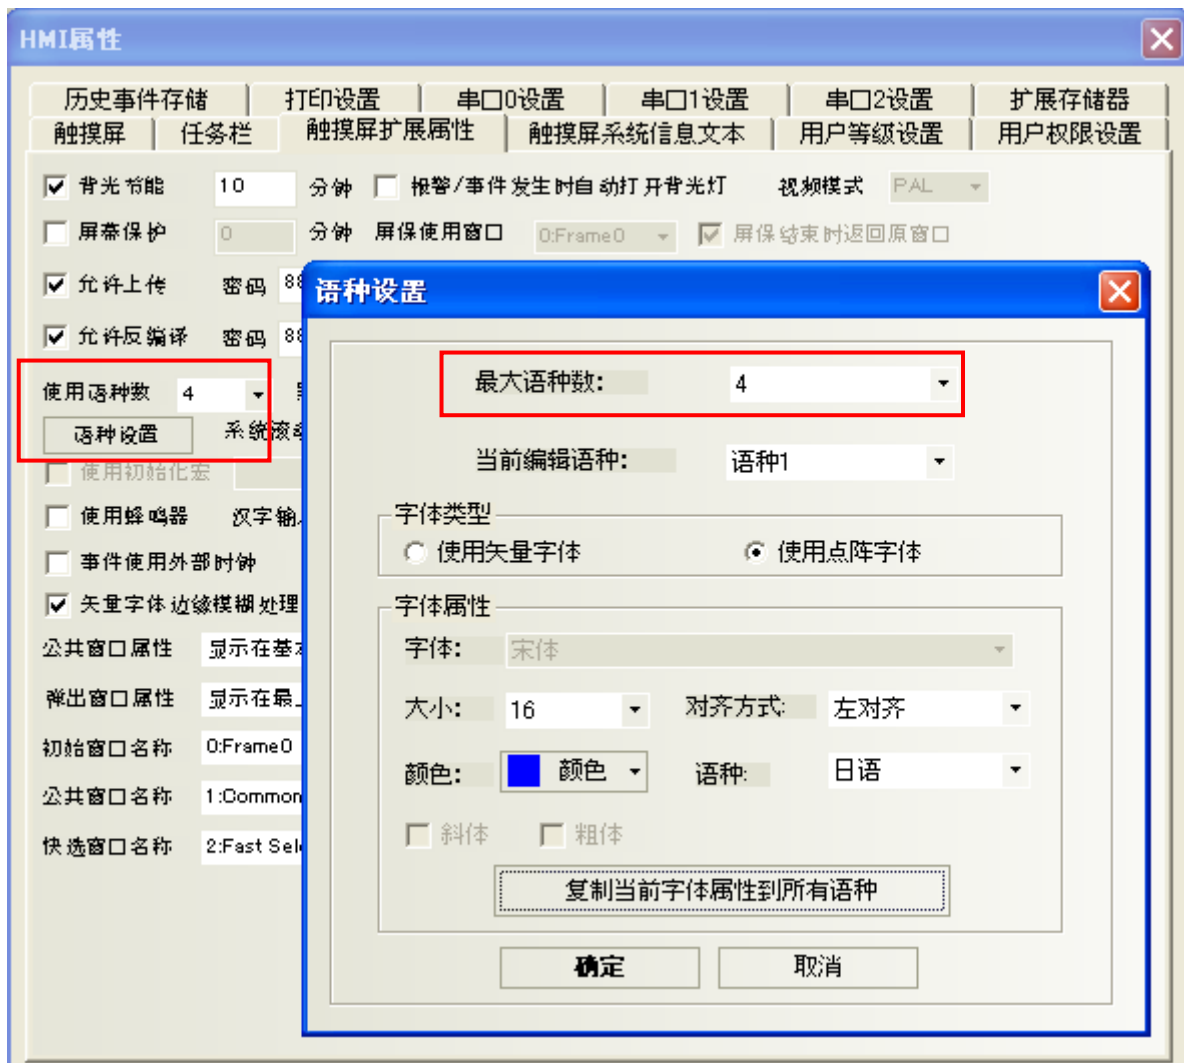 HMI属性
历史事件存储 打印设置 串口0设置 串口1设置 串口2设置 扩展存储器
触摸屏 任务栏 触摸屏扩展属性 触摸屏系统信息文本 用户等级设置 用户权限设置
背光节能 10 分钟 报警/事件发生时自动打开背光灯 视频模式 PAL
屏幕保护 0 分钟 屏保使用窗口 0:Frame0 屏保结束时返回原窗口
允许上传 密码 88
语种设置
允许反编译 密码 88
最大语种数: 4
使用语种数 4
语种设置 系统滚
当前编辑语种: 语种1
使用初始化宏
字体类型
使用蜂鸣器 汉字输
使用矢量字体 使用点阵字体
事件使用外部时钟
矢量字体边缘模糊处理
字体属性
公共窗口属性 显示在基本
字体: 宋体
弹出窗口属性 显示在最
大小: 16 对齐方式: 左对齐
初始窗口名称 0:Frame0
颜色: 颜色 语种: 日语
公共窗口名称 1:Common
斜体 粗体
快选窗口名称 2:Fast Sele
复制当前字体属性到所有语种
确定 取消